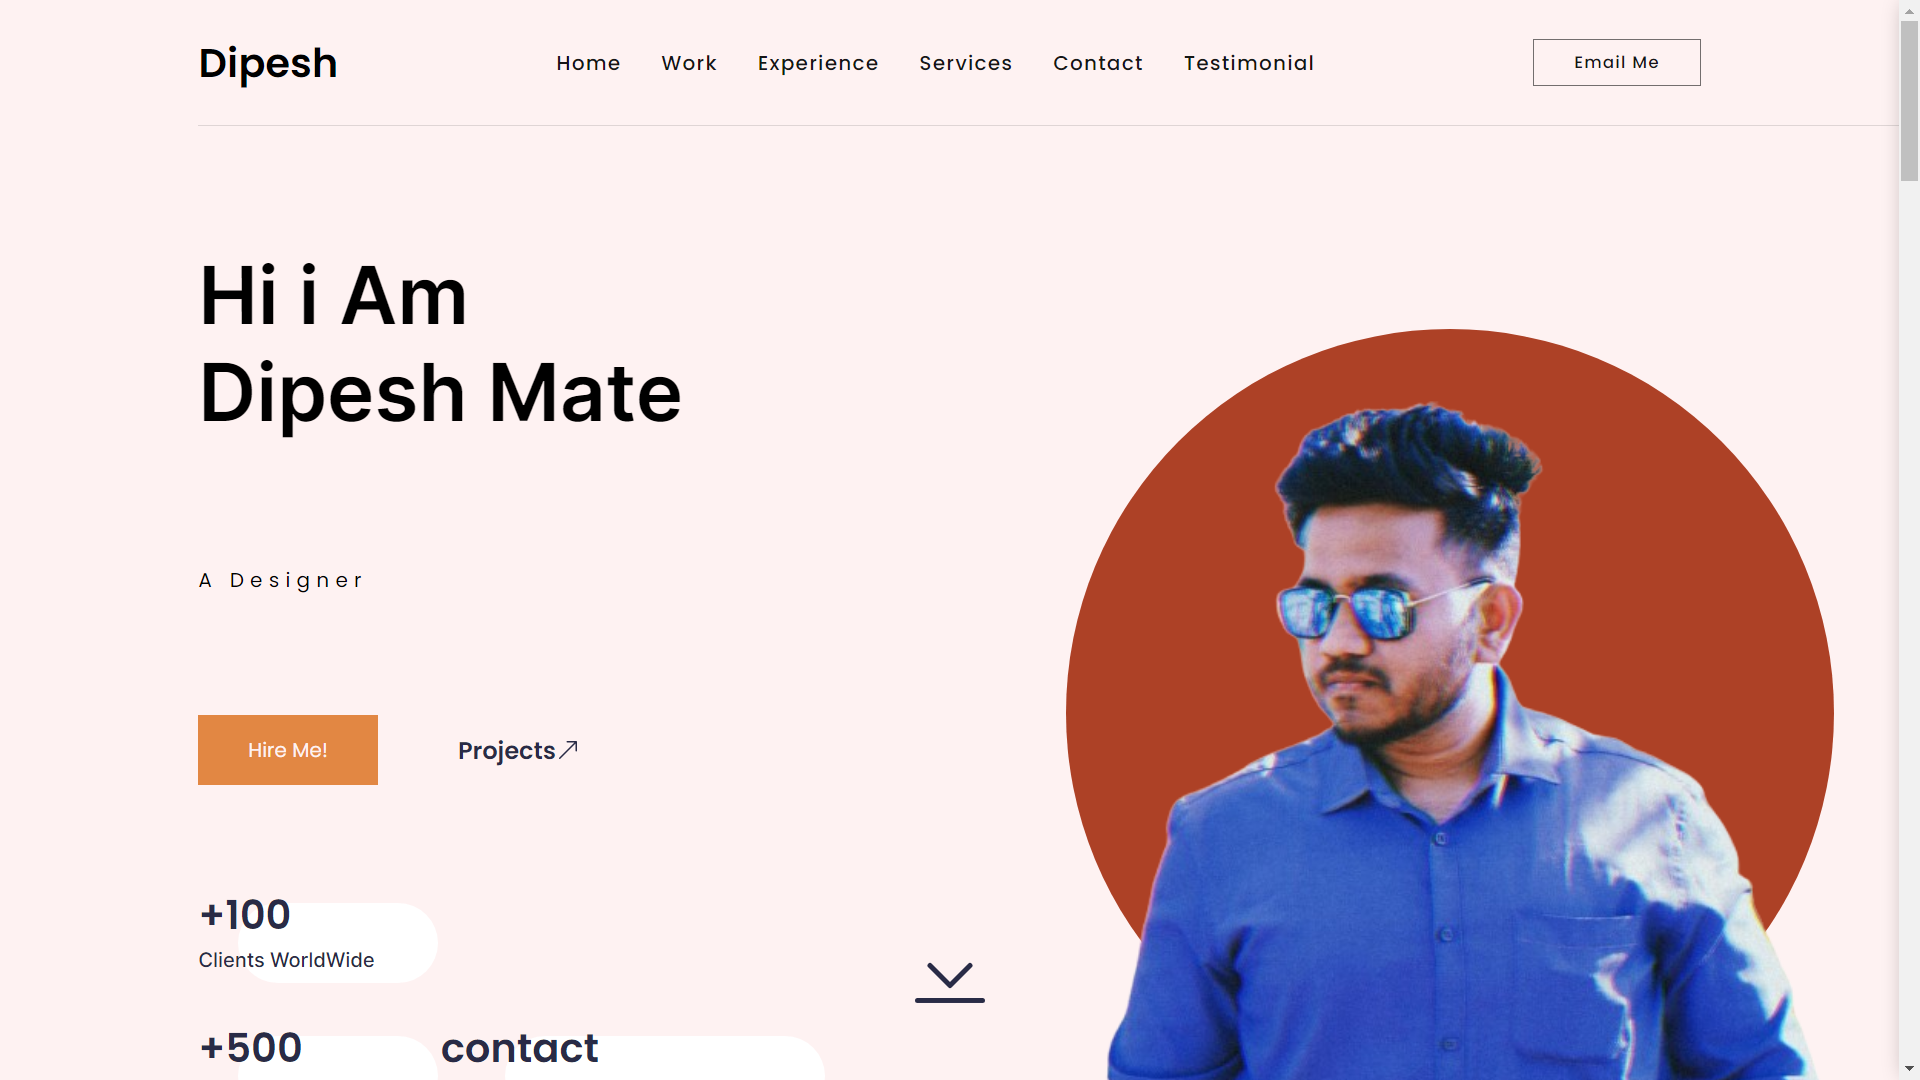 Dipesh
Home Work Experience Services Contact Testimonial
Email Me
Hi i Am
Dipesh Mate
A Designer
Hire Me!
Projects
+100
Clients WorldWide
+500
contact